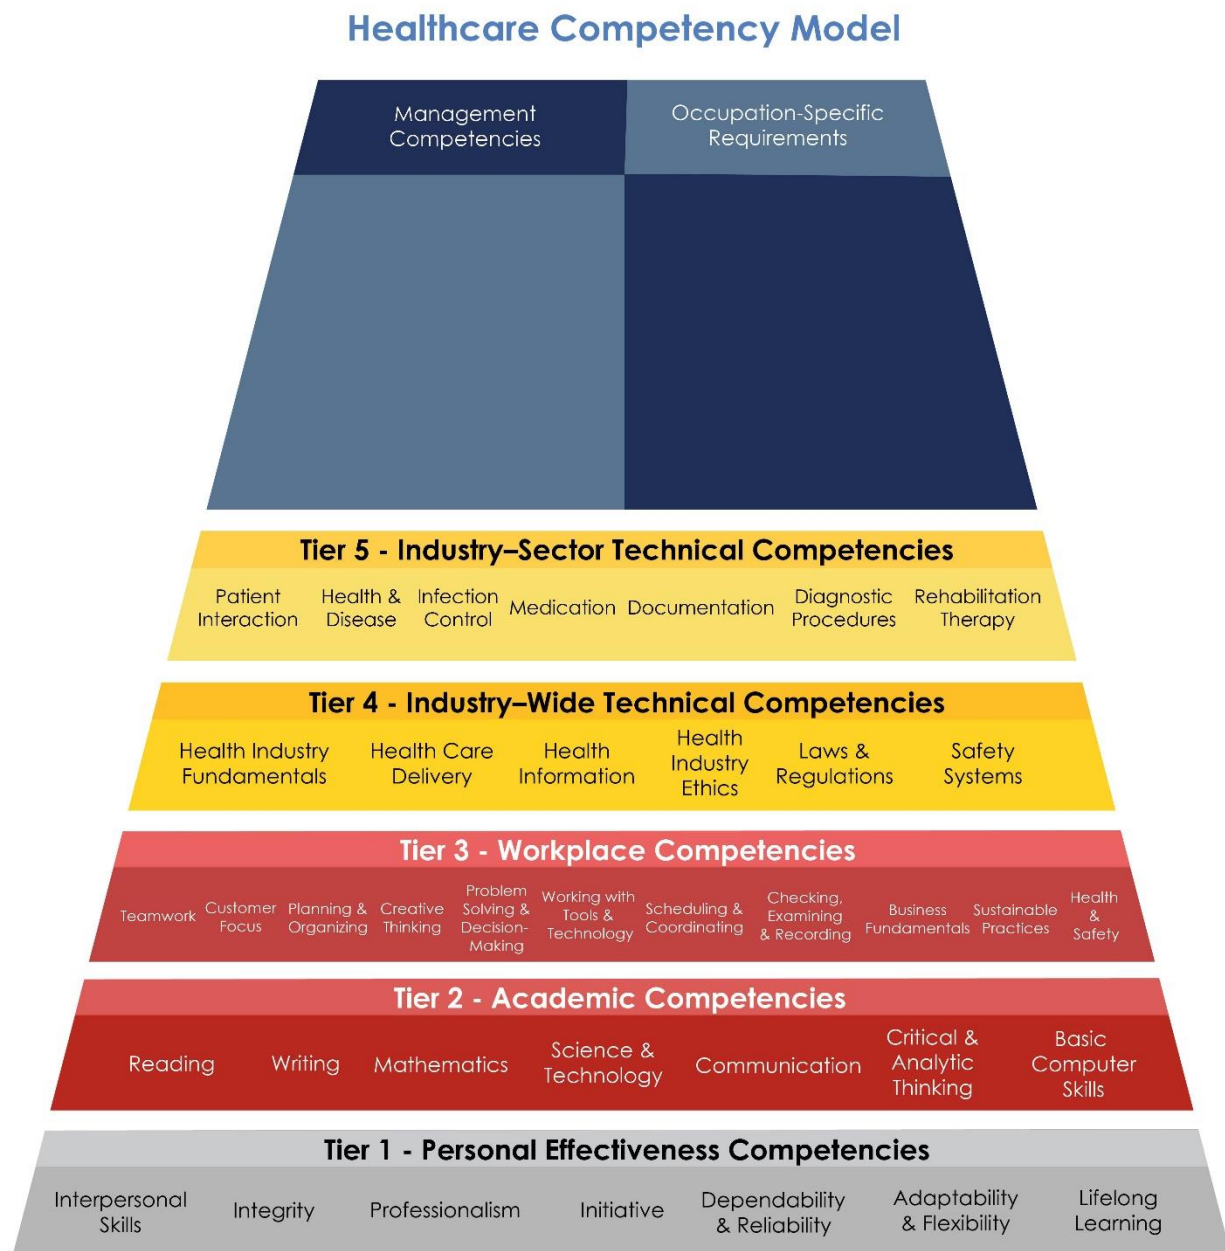 Healthcare Competency Model
Management
Competencies
Occupation-Specific
Requirements
Tier 5 - Industry–Sector Technical Competencies
Patient
Interaction
Health &
Disease
Infection
Control
Medication
Documentation
Diagnostic
Procedures
Rehabilitation
Therapy
Tier 4 - Industry–Wide Technical Competencies
Health Industry
Fundamentals
Health Care
Delivery
Health
Information
Health
Industry
Ethics
Laws &
Regulations
Safety
Systems
Tier 3 - Workplace Competencies
Teamwork
Customer
Focus
Planning &
Organizing
Creative
Thinking
Problem
Solving &
Decision-
Making
Working with
Tools &
Technology
Scheduling &
Coordinating
Checking,
Examining
& Recording
Business
Fundamentals
Sustainable
Practices
Health
&
Safety
Tier 2 - Academic Competencies
Reading
Writing
Mathematics
Science &
Technology
Communication
Critical &
Analytic
Thinking
Basic
Computer
Skills
Tier 1 - Personal Effectiveness Competencies
Interpersonal
Skills
Integrity
Professionalism
Initiative
Dependability
& Reliability
Adaptability
& Flexibility
Lifelong
Learning